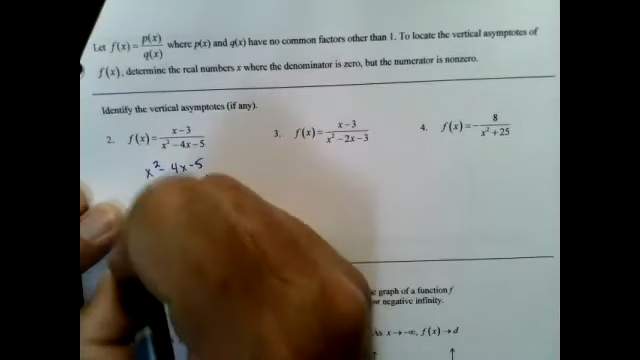 Let f(x) = p(x)/q(x) where p(x) and q(x) have no common factors other than 1. To locate the vertical asymptotes of
f(x), determine the real numbers x where the denominator is zero, but the numerator is nonzero.
Identify the vertical asymptotes (if any).
2. f(x) = (x − 3)/(x² − 4x − 5) 3. f(x) = (x − 3)/(x² − 2x − 3) 4. f(x) = −8/(x² + 25)
x² − 4x − 5
e graph of a function f
or negative infinity.
As x → −∞, f(x) → d